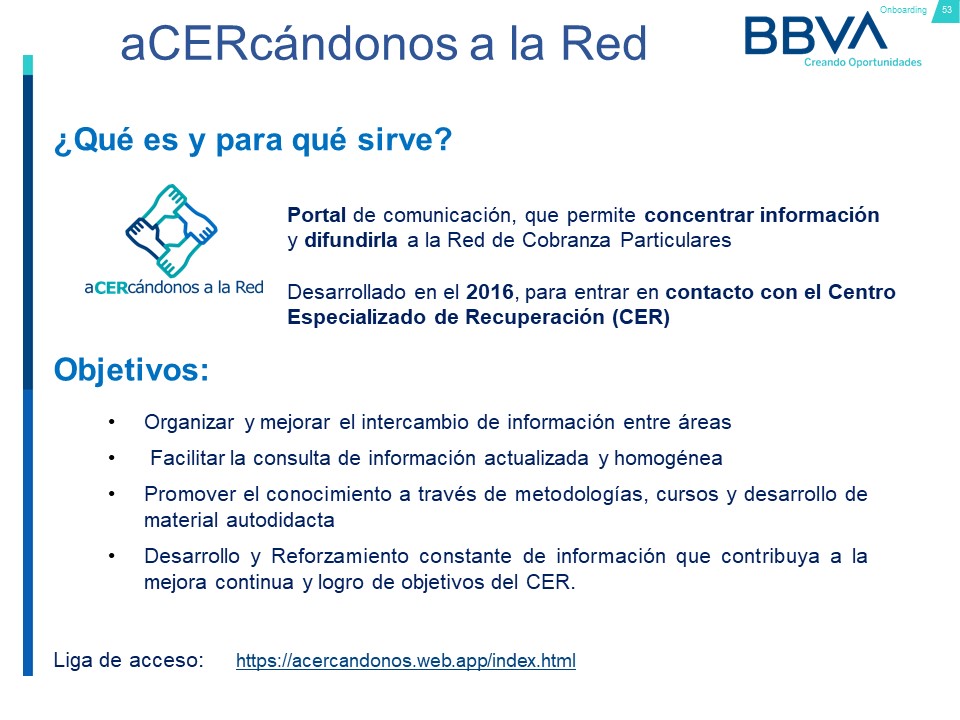 Onboarding 53
aCERcándonos a la Red
BBVA
Creando Oportunidades
¿Qué es y para qué sirve?
aCERcándonos a la Red
Portal de comunicación, que permite concentrar información
y difundirla a la Red de Cobranza Particulares
Desarrollado en el 2016, para entrar en contacto con el Centro
Especializado de Recuperación (CER)
Objetivos:
• Organizar y mejorar el intercambio de información entre áreas
• Facilitar la consulta de información actualizada y homogénea
• Promover el conocimiento a través de metodologías, cursos y desarrollo de
material autodidacta
• Desarrollo y Reforzamiento constante de información que contribuya a la
mejora continua y logro de objetivos del CER.
Liga de acceso: https://acercandonos.web.app/index.html